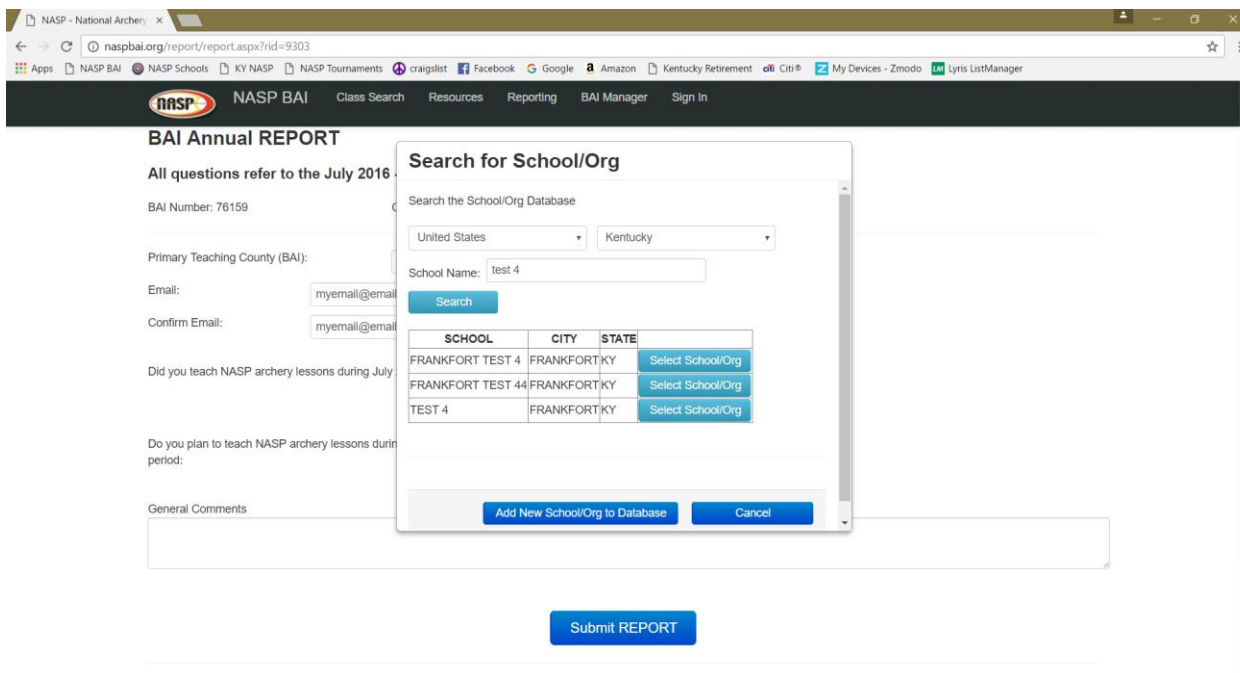 NASP - National Archery
naspbai.org/report/report.aspx?rid=9303
Apps NASP BAI NASP Schools KY NASP NASP Tournaments craigslist Facebook Google Amazon Kentucky Retirement citi Citi® My Devices - Zmodo LM Lyris ListManager
NASP NASP BAI Class Search Resources Reporting BAI Manager Sign In
BAI Annual REPORT
All questions refer to the July 2016
BAI Number: 76159
Primary Teaching County (BAI):
Email: myemail@email
Confirm Email: myemail@email
Did you teach NASP archery lessons during July
Do you plan to teach NASP archery lessons durin
period:
General Comments
Search for School/Org
Search the School/Org Database
United States Kentucky
School Name: test 4
Search
SCHOOL CITY STATE
FRANKFORT TEST 4 FRANKFORT KY Select School/Org
FRANKFORT TEST 44 FRANKFORT KY Select School/Org
TEST 4 FRANKFORT KY Select School/Org
Add New School/Org to Database Cancel
Submit REPORT